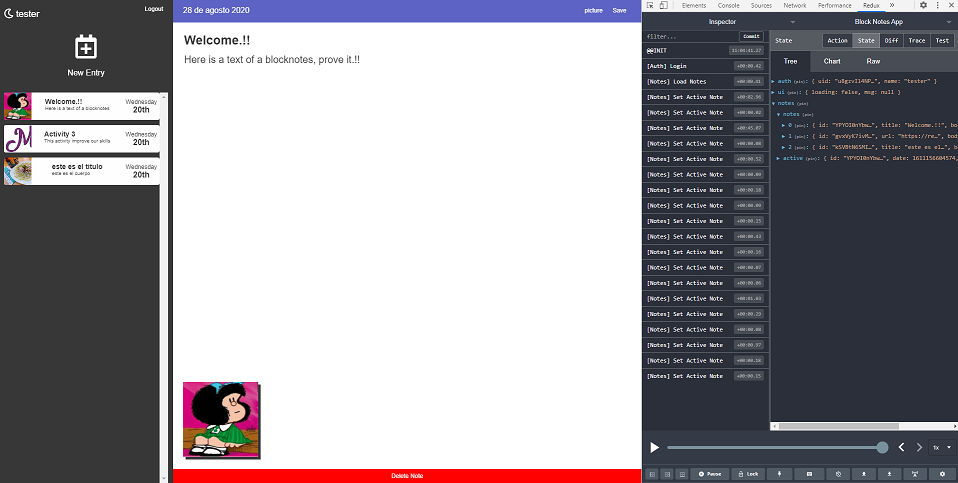 tester
Logout
New Entry
Welcome.!!
Here is a text of a blocknotes
Wednesday
20th
Activity 3
This activity improve our skills
Wednesday
20th
este es el titulo
este es el cuerpo
Wednesday
20th
28 de agosto 2020
picture
Save
Welcome.!!
Here is a text of a blocknotes, prove it.!!
Delete Note
Elements Console Sources Network Performance Redux »
Inspector
Block Notes App
filter...
Commit
@@INIT 11:04:41.37
[Auth] Login +00:00.42
[Notes] Load Notes +00:00.41
[Notes] Set Active Note +00:02.56
[Notes] Set Active Note +00:00.02
[Notes] Set Active Note +00:45.07
[Notes] Set Active Note +00:00.08
[Notes] Set Active Note +00:00.52
[Notes] Set Active Note +00:00.09
[Notes] Set Active Note +00:00.18
[Notes] Set Active Note +00:00.09
[Notes] Set Active Note +00:00.15
[Notes] Set Active Note +00:00.43
[Notes] Set Active Note +00:00.16
[Notes] Set Active Note +00:00.07
[Notes] Set Active Note +00:00.06
[Notes] Set Active Note +00:01.03
[Notes] Set Active Note +00:00.29
[Notes] Set Active Note +00:00.08
[Notes] Set Active Note +00:00.97
[Notes] Set Active Note +00:00.18
[Notes] Set Active Note +00:00.15
State
Action State Diff Trace Test
Tree Chart Raw
auth (pin): { uid: name: "tester" }
ui (pin): { loading: false, msg: null }
notes (pin)
notes (pin)
0 (pin): { id: title: "Welcome.!!", bo
1 (pin): { id: url: "https://re…", body
2 (pin): { id: title: "este es el…", b
active (pin): { id: date: 1611156604574,
1x
Pause
Lock